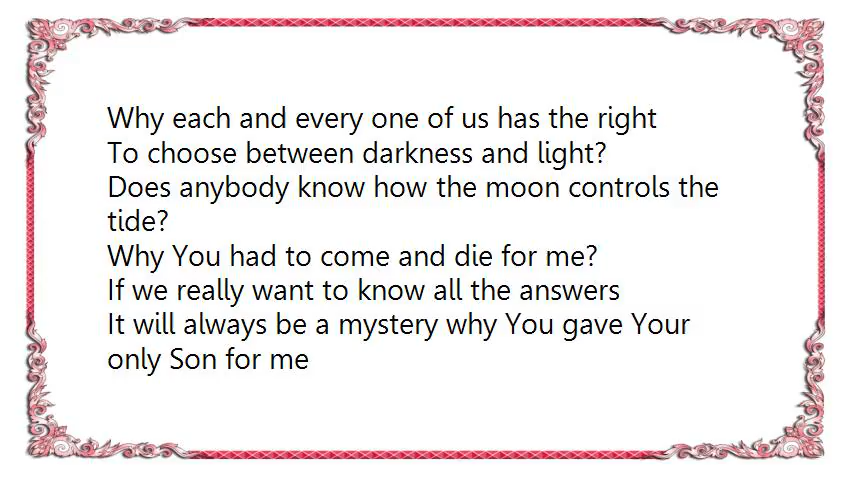 Why each and every one of us has the right
To choose between darkness and light?
Does anybody know how the moon controls the
tide?
Why You had to come and die for me?
If we really want to know all the answers
It will always be a mystery why You gave Your
only Son for me